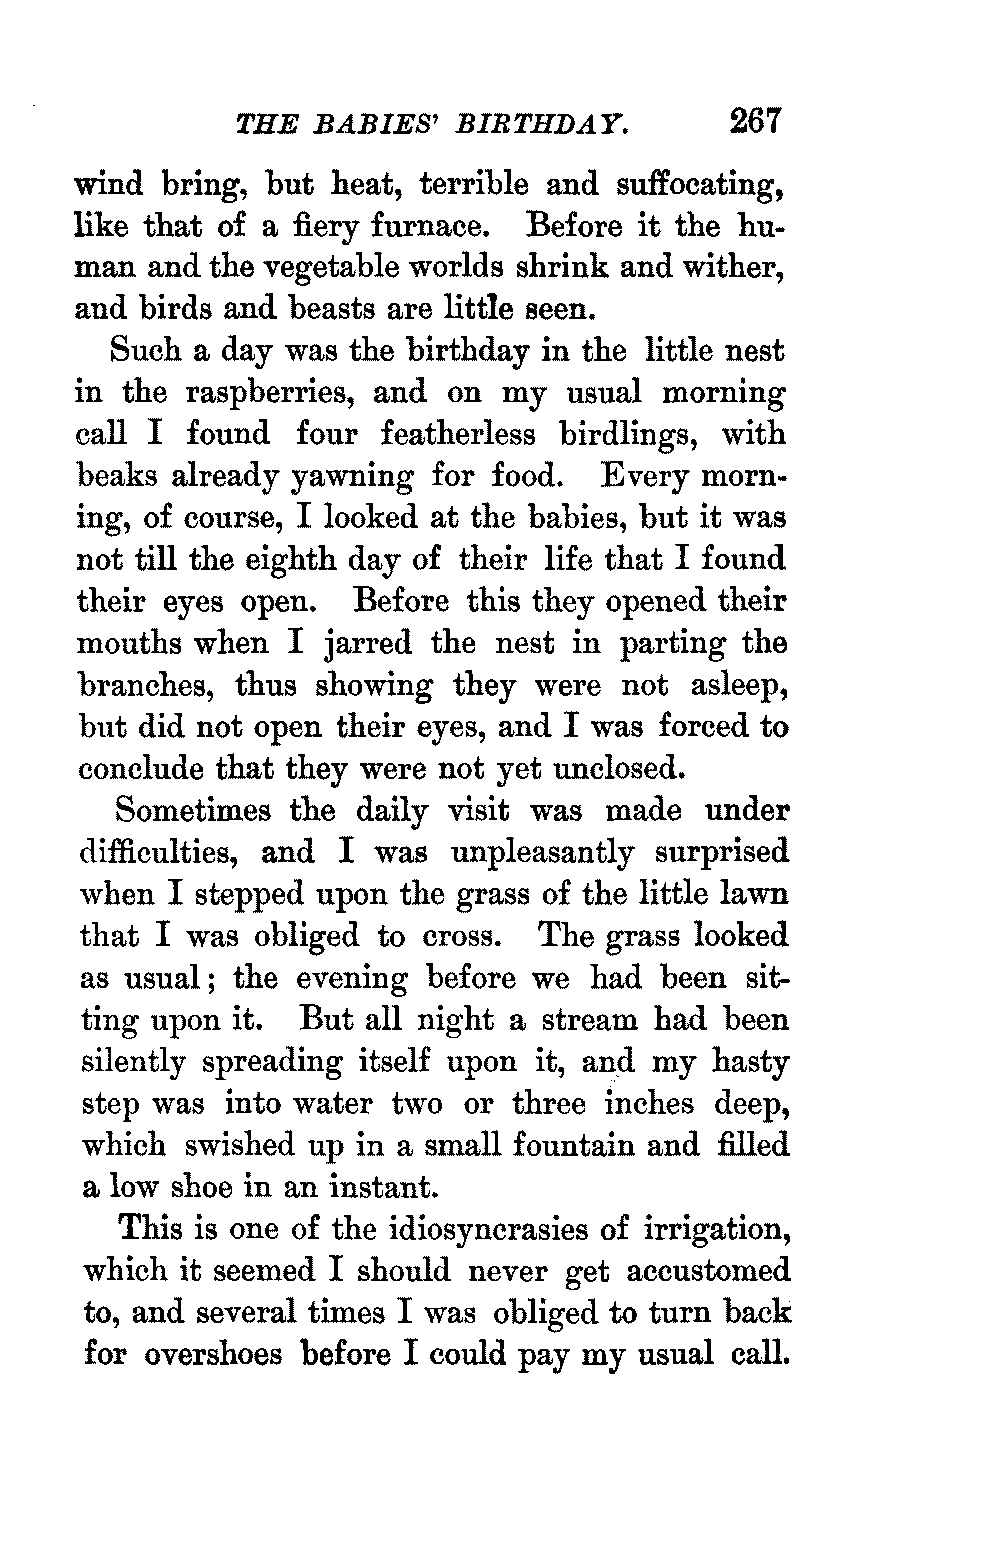 THE BABIES' BIRTHDAY. 267
wind bring, but heat, terrible and suffocating,
like that of a fiery furnace. Before it the hu-
man and the vegetable worlds shrink and wither,
and birds and beasts are little seen.
Such a day was the birthday in the little nest
in the raspberries, and on my usual morning
call I found four featherless birdlings, with
beaks already yawning for food. Every morn-
ing, of course, I looked at the babies, but it was
not till the eighth day of their life that I found
their eyes open. Before this they opened their
mouths when I jarred the nest in parting the
branches, thus showing they were not asleep,
but did not open their eyes, and I was forced to
conclude that they were not yet unclosed.
Sometimes the daily visit was made under
difficulties, and I was unpleasantly surprised
when I stepped upon the grass of the little lawn
that I was obliged to cross. The grass looked
as usual; the evening before we had been sit-
ting upon it. But all night a stream had been
silently spreading itself upon it, and my hasty
step was into water two or three inches deep,
which swished up in a small fountain and filled
a low shoe in an instant.
This is one of the idiosyncrasies of irrigation,
which it seemed I should never get accustomed
to, and several times I was obliged to turn back
for overshoes before I could pay my usual call.